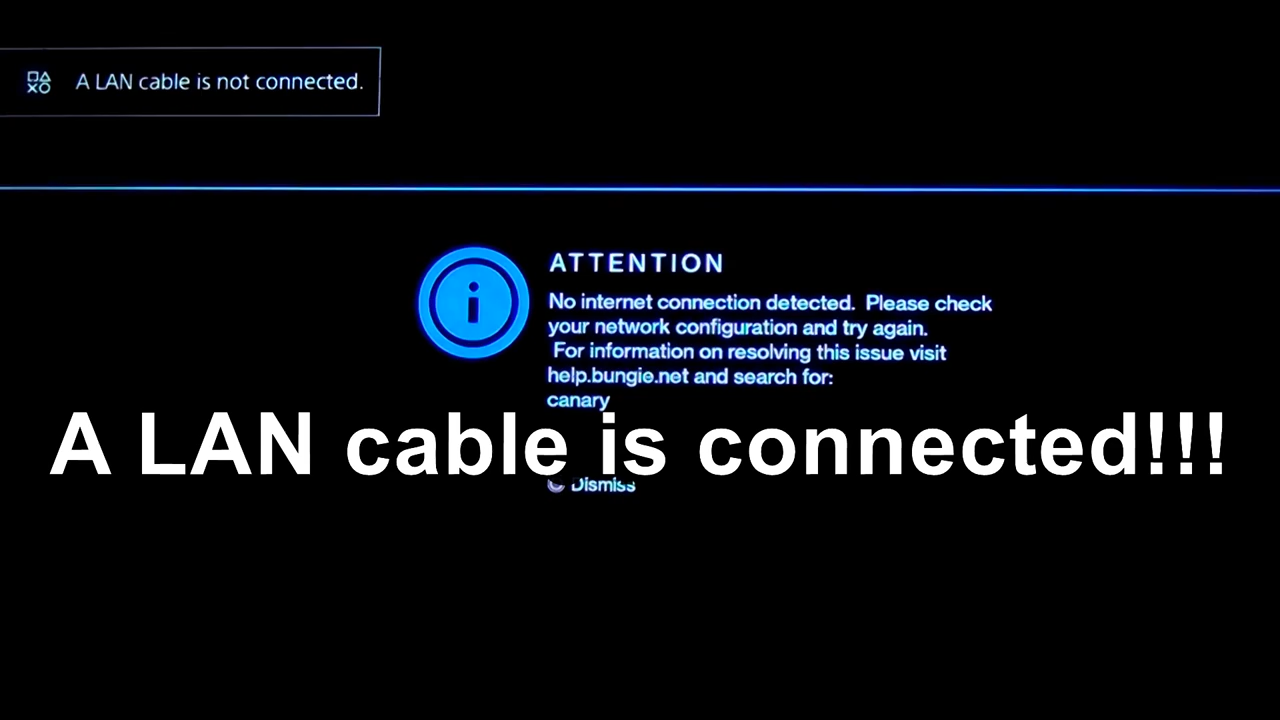 A LAN cable is not connected.
ATTENTION
No internet connection detected.  Please check
your network configuration and try again.
For information on resolving this issue visit
help.bungie.net and search for:
canary
A LAN cable is connected!!!
Dismiss